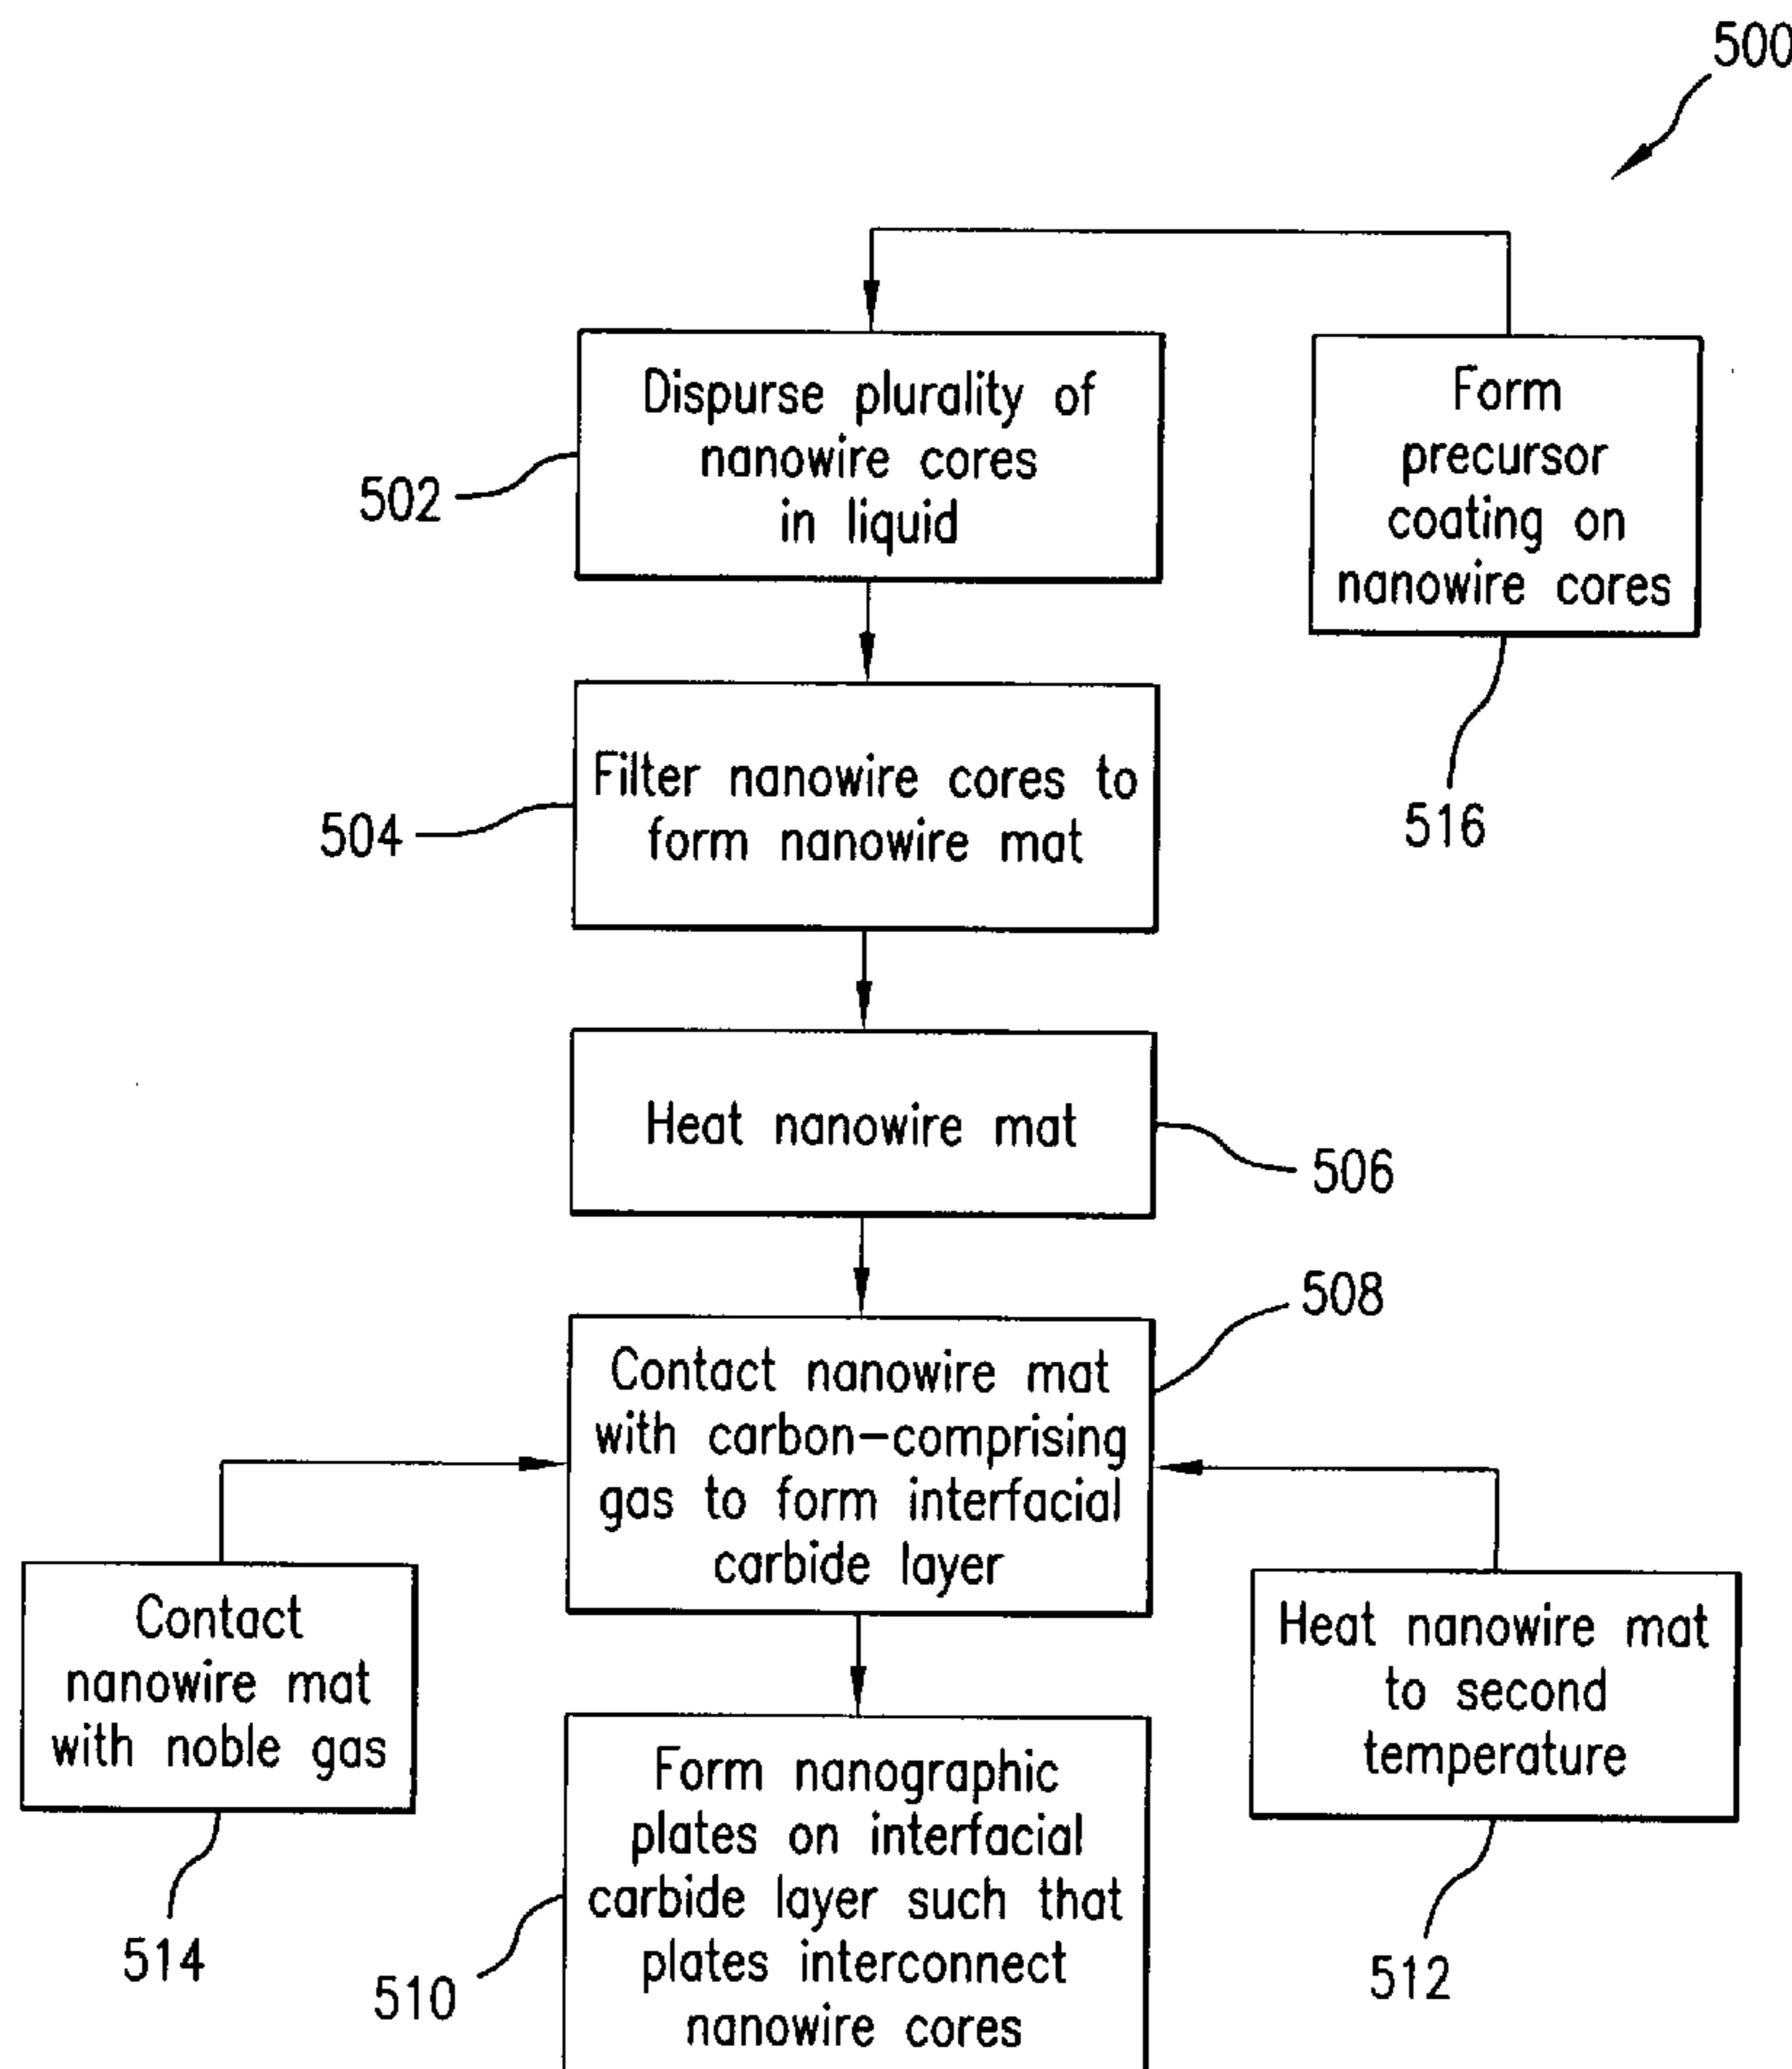 500
Dispurse plurality of
nanowire cores
in liquid
502
Form
precursor
coating on
nanowire cores
516
Filter nanowire cores to
form nanowire mat
504
Heat nanowire mat
506
508
Contact nanowire mat
with carbon-comprising
gas to form interfacial
carbide layer
Contact
nanowire mat
with noble gas
514
Heat nanowire mat
to second
temperature
512
Form nanographic
plates on interfacial
carbide layer such that
plates interconnect
nanowire cores
510